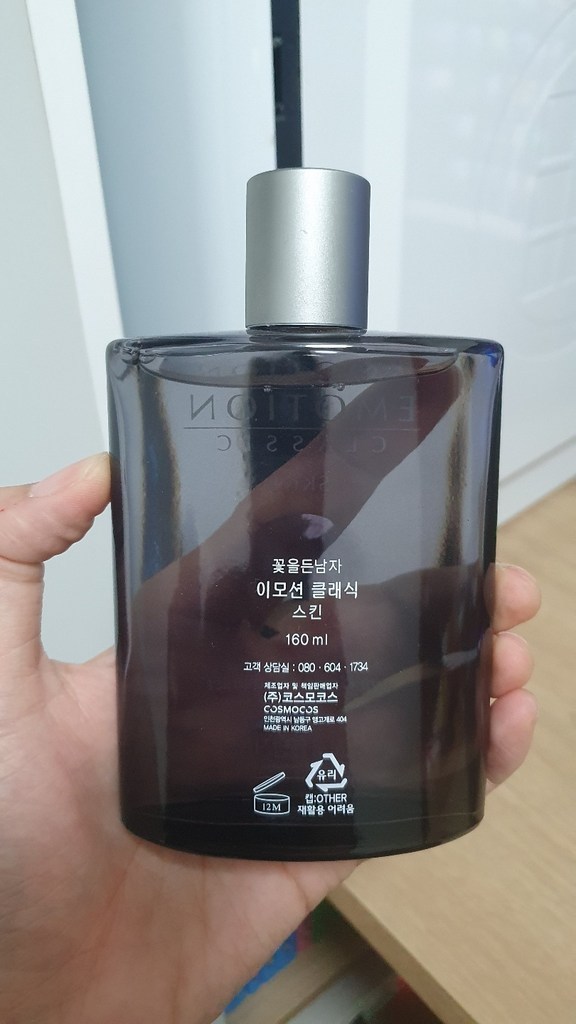 EMOTION
CLASSIC
꽃을든남자
이모션 클래식
스킨
160 ml
고객 상담실 : 080 · 604 · 1734
제조업자 및 책임판매업자
(주)코스모코스
COSMOCOS
인천광역시 남동구 앵고개로 404
MADE IN KOREA
유리
12M
캡:OTHER
재활용 어려움